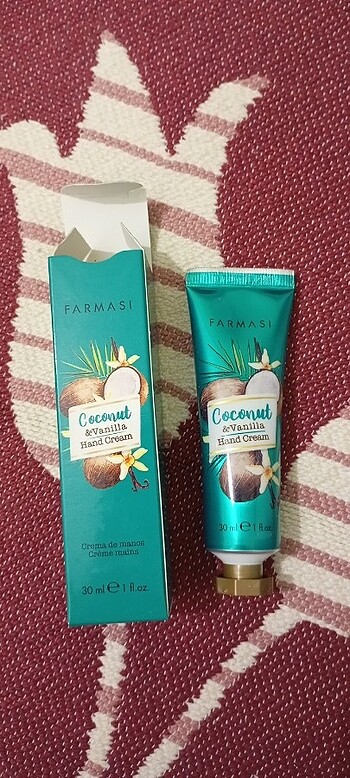 FARMASI
Coconut
&Vanilla
Hand Cream
Crema de manos
Crème mains
30 ml e 1 fl.oz.
FARMASI
Coconut
&Vanilla
Hand Cream
30 ml e 1 fl.oz.